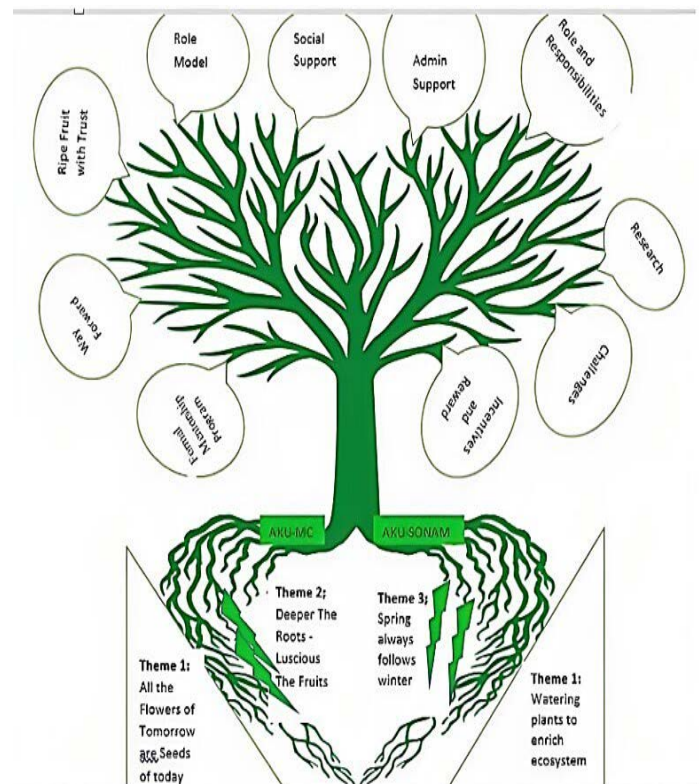 Role
Model
Social
Support
Admin
Support
Role and
Responsibilities
Ripe Fruit
with Trust
Research
Way
Forward
Challenges
Formal
Mentorship
Program
Incentives
and
Reward
AKU-MC
AKU-SONAM
Theme 2;
Deeper The
Roots -
Luscious
The Fruits
Theme 3;
Spring
always
follows
winter
Theme 1:
All the
Flowers of
Tomorrow
are Seeds
of today
Theme 1:
Watering
plants to
enrich
ecosystem